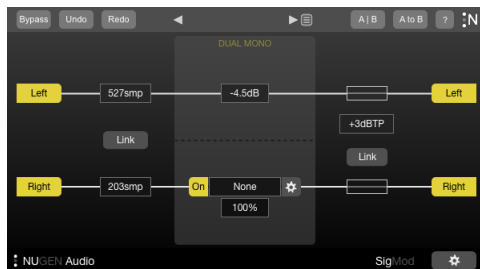 Bypass Undo Redo A | B A to B ? N
DUAL MONO
Left 527smp -4.5dB Left
+3dBTP
Link
Link
Right 203smp On None Right
100%
NUGEN Audio SigMod